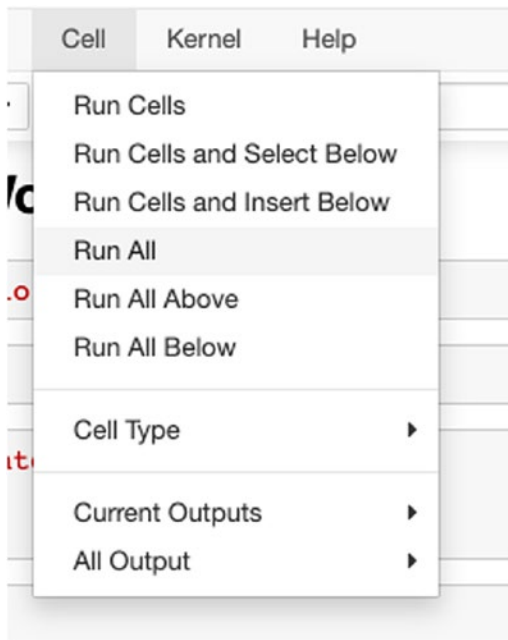 Cell Kernel Help
Run Cells
Run Cells and Select Below
Run Cells and Insert Below
Run All
Run All Above
Run All Below
Cell Type
Current Outputs
All Output